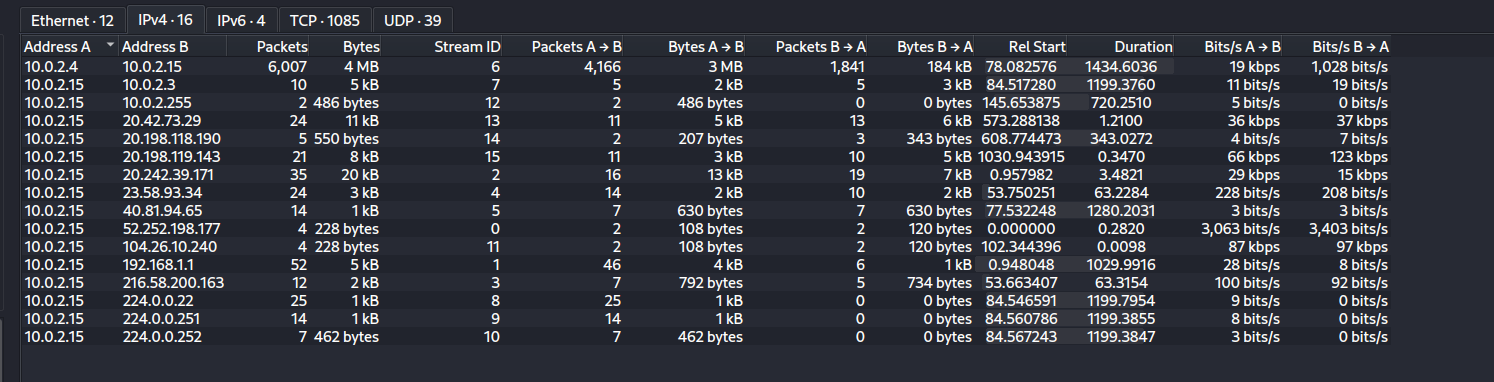 Ethernet · 12 IPv4 · 16 IPv6 · 4 TCP · 1085 UDP · 39
Address A Address B Packets Bytes Stream ID Packets A → B Bytes A → B Packets B → A Bytes B → A Rel Start Duration Bits/s A → B Bits/s B → A
10.0.2.4 10.0.2.15 6,007 4 MB 6 4,166 3 MB 1,841 184 kB 78.082576 1434.6036 19 kbps 1,028 bits/s
10.0.2.15 10.0.2.3 10 5 kB 7 5 2 kB 5 3 kB 84.517280 1199.3760 11 bits/s 19 bits/s
10.0.2.15 10.0.2.255 2 486 bytes 12 2 486 bytes 0 0 bytes 145.653875 720.2510 5 bits/s 0 bits/s
10.0.2.15 20.42.73.29 24 11 kB 13 11 5 kB 13 6 kB 573.288138 1.2100 36 kbps 37 kbps
10.0.2.15 20.198.118.190 5 550 bytes 14 2 207 bytes 3 343 bytes 608.774473 343.0272 4 bits/s 7 bits/s
10.0.2.15 20.198.119.143 21 8 kB 15 11 3 kB 10 5 kB 1030.943915 0.3470 66 kbps 123 kbps
10.0.2.15 20.242.39.171 35 20 kB 2 16 13 kB 19 7 kB 0.957982 3.4821 29 kbps 15 kbps
10.0.2.15 23.58.93.34 24 3 kB 4 14 2 kB 10 2 kB 53.750251 63.2284 228 bits/s 208 bits/s
10.0.2.15 40.81.94.65 14 1 kB 5 7 630 bytes 7 630 bytes 77.532248 1280.2031 3 bits/s 3 bits/s
10.0.2.15 52.252.198.177 4 228 bytes 0 2 108 bytes 2 120 bytes 0.000000 0.2820 3,063 bits/s 3,403 bits/s
10.0.2.15 104.26.10.240 4 228 bytes 11 2 108 bytes 2 120 bytes 102.344396 0.0098 87 kbps 97 kbps
10.0.2.15 192.168.1.1 52 5 kB 1 46 4 kB 6 1 kB 0.948048 1029.9916 28 bits/s 8 bits/s
10.0.2.15 216.58.200.163 12 2 kB 3 7 792 bytes 5 734 bytes 53.663407 63.3154 100 bits/s 92 bits/s
10.0.2.15 224.0.0.22 25 1 kB 8 25 1 kB 0 0 bytes 84.546591 1199.7954 9 bits/s 0 bits/s
10.0.2.15 224.0.0.251 14 1 kB 9 14 1 kB 0 0 bytes 84.560786 1199.3855 8 bits/s 0 bits/s
10.0.2.15 224.0.0.252 7 462 bytes 10 7 462 bytes 0 0 bytes 84.567243 1199.3847 3 bits/s 0 bits/s